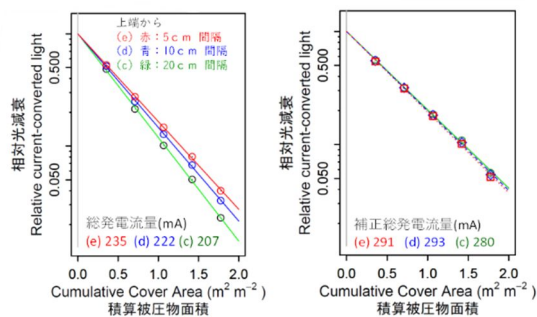 相対光減衰
Relative current-converted light
0.500
0.050
上端から
(e) 赤：5ｃｍ 間隔
(d) 青：10ｃｍ 間隔
(c) 緑：20ｃｍ 間隔
総発電流量(mA)
(e) 235 (d) 222 (c) 207
0.0 0.5 1.0 1.5 2.0
Cumulative Cover Area (m2 m-2 )
積算被圧物面積
相対光減衰
Relative current-converted light
0.500
0.050
補正総発電流量(mA)
(e) 291 (d) 293 (c) 280
0.0 0.5 1.0 1.5 2.0
Cumulative Cover Area (m2 m-2 )
積算被圧物面積